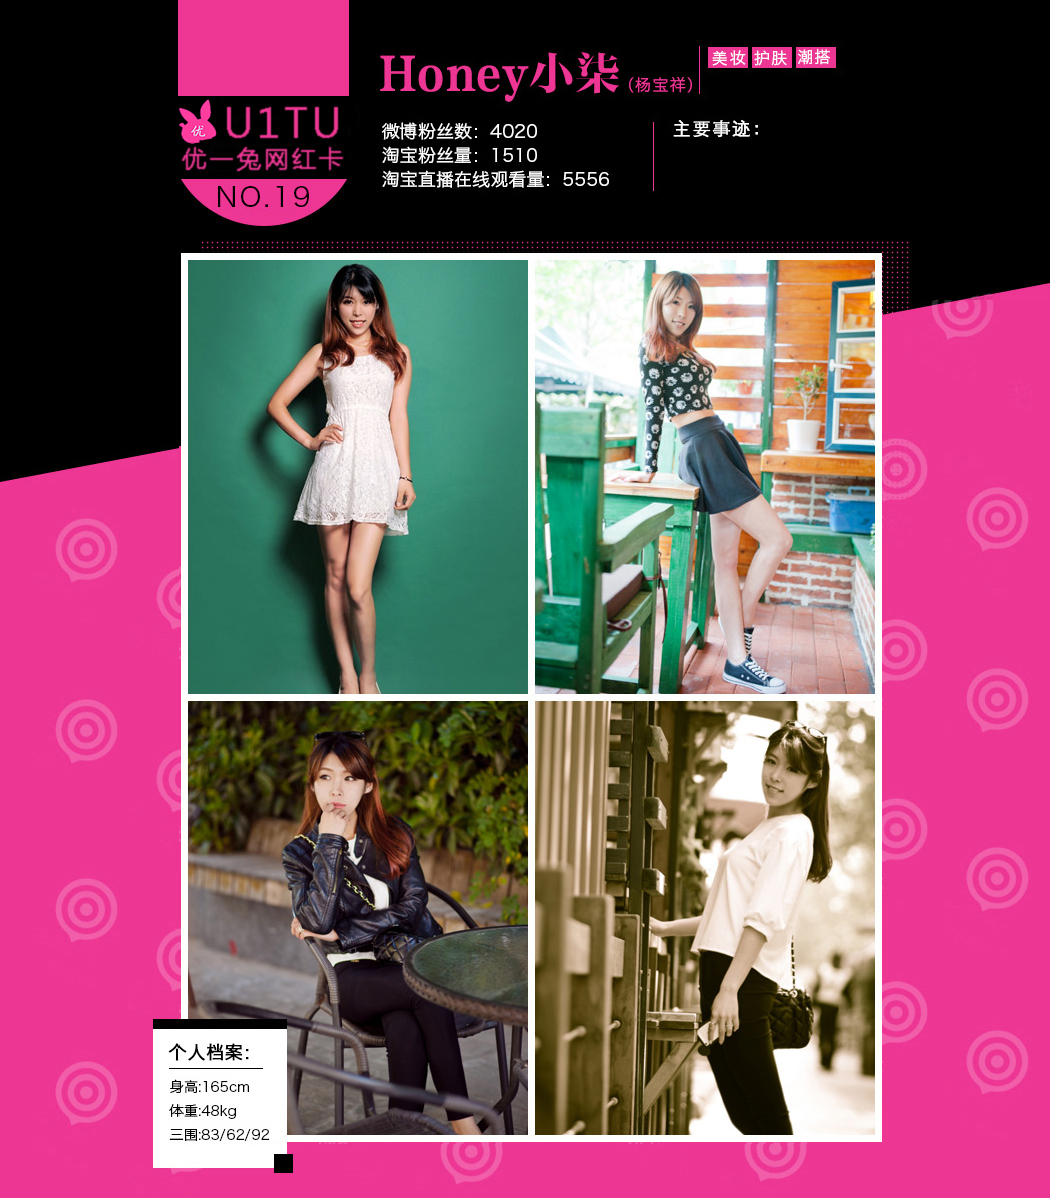 U1TU
优
优一兔网红卡
NO.19
Honey小柒 (杨宝祥)
美妆 护肤 潮搭
微博粉丝数：4020
淘宝粉丝量：1510
淘宝直播在线观看量：5556
主要事迹：
个人档案：
身高:165cm
体重:48kg
三围:83/62/92